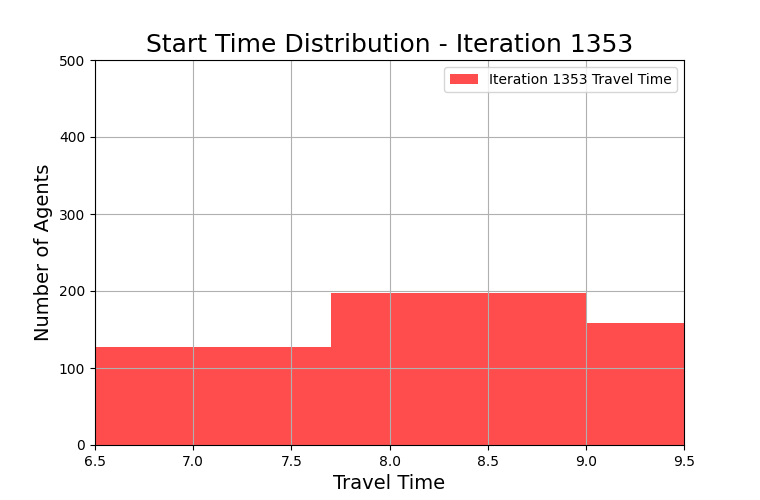 Start Time Distribution - Iteration 1353
500
400
300
200
100
0
Number of Agents
Iteration 1353 Travel Time
6.5 7.0 7.5 8.0 8.5 9.0 9.5
Travel Time